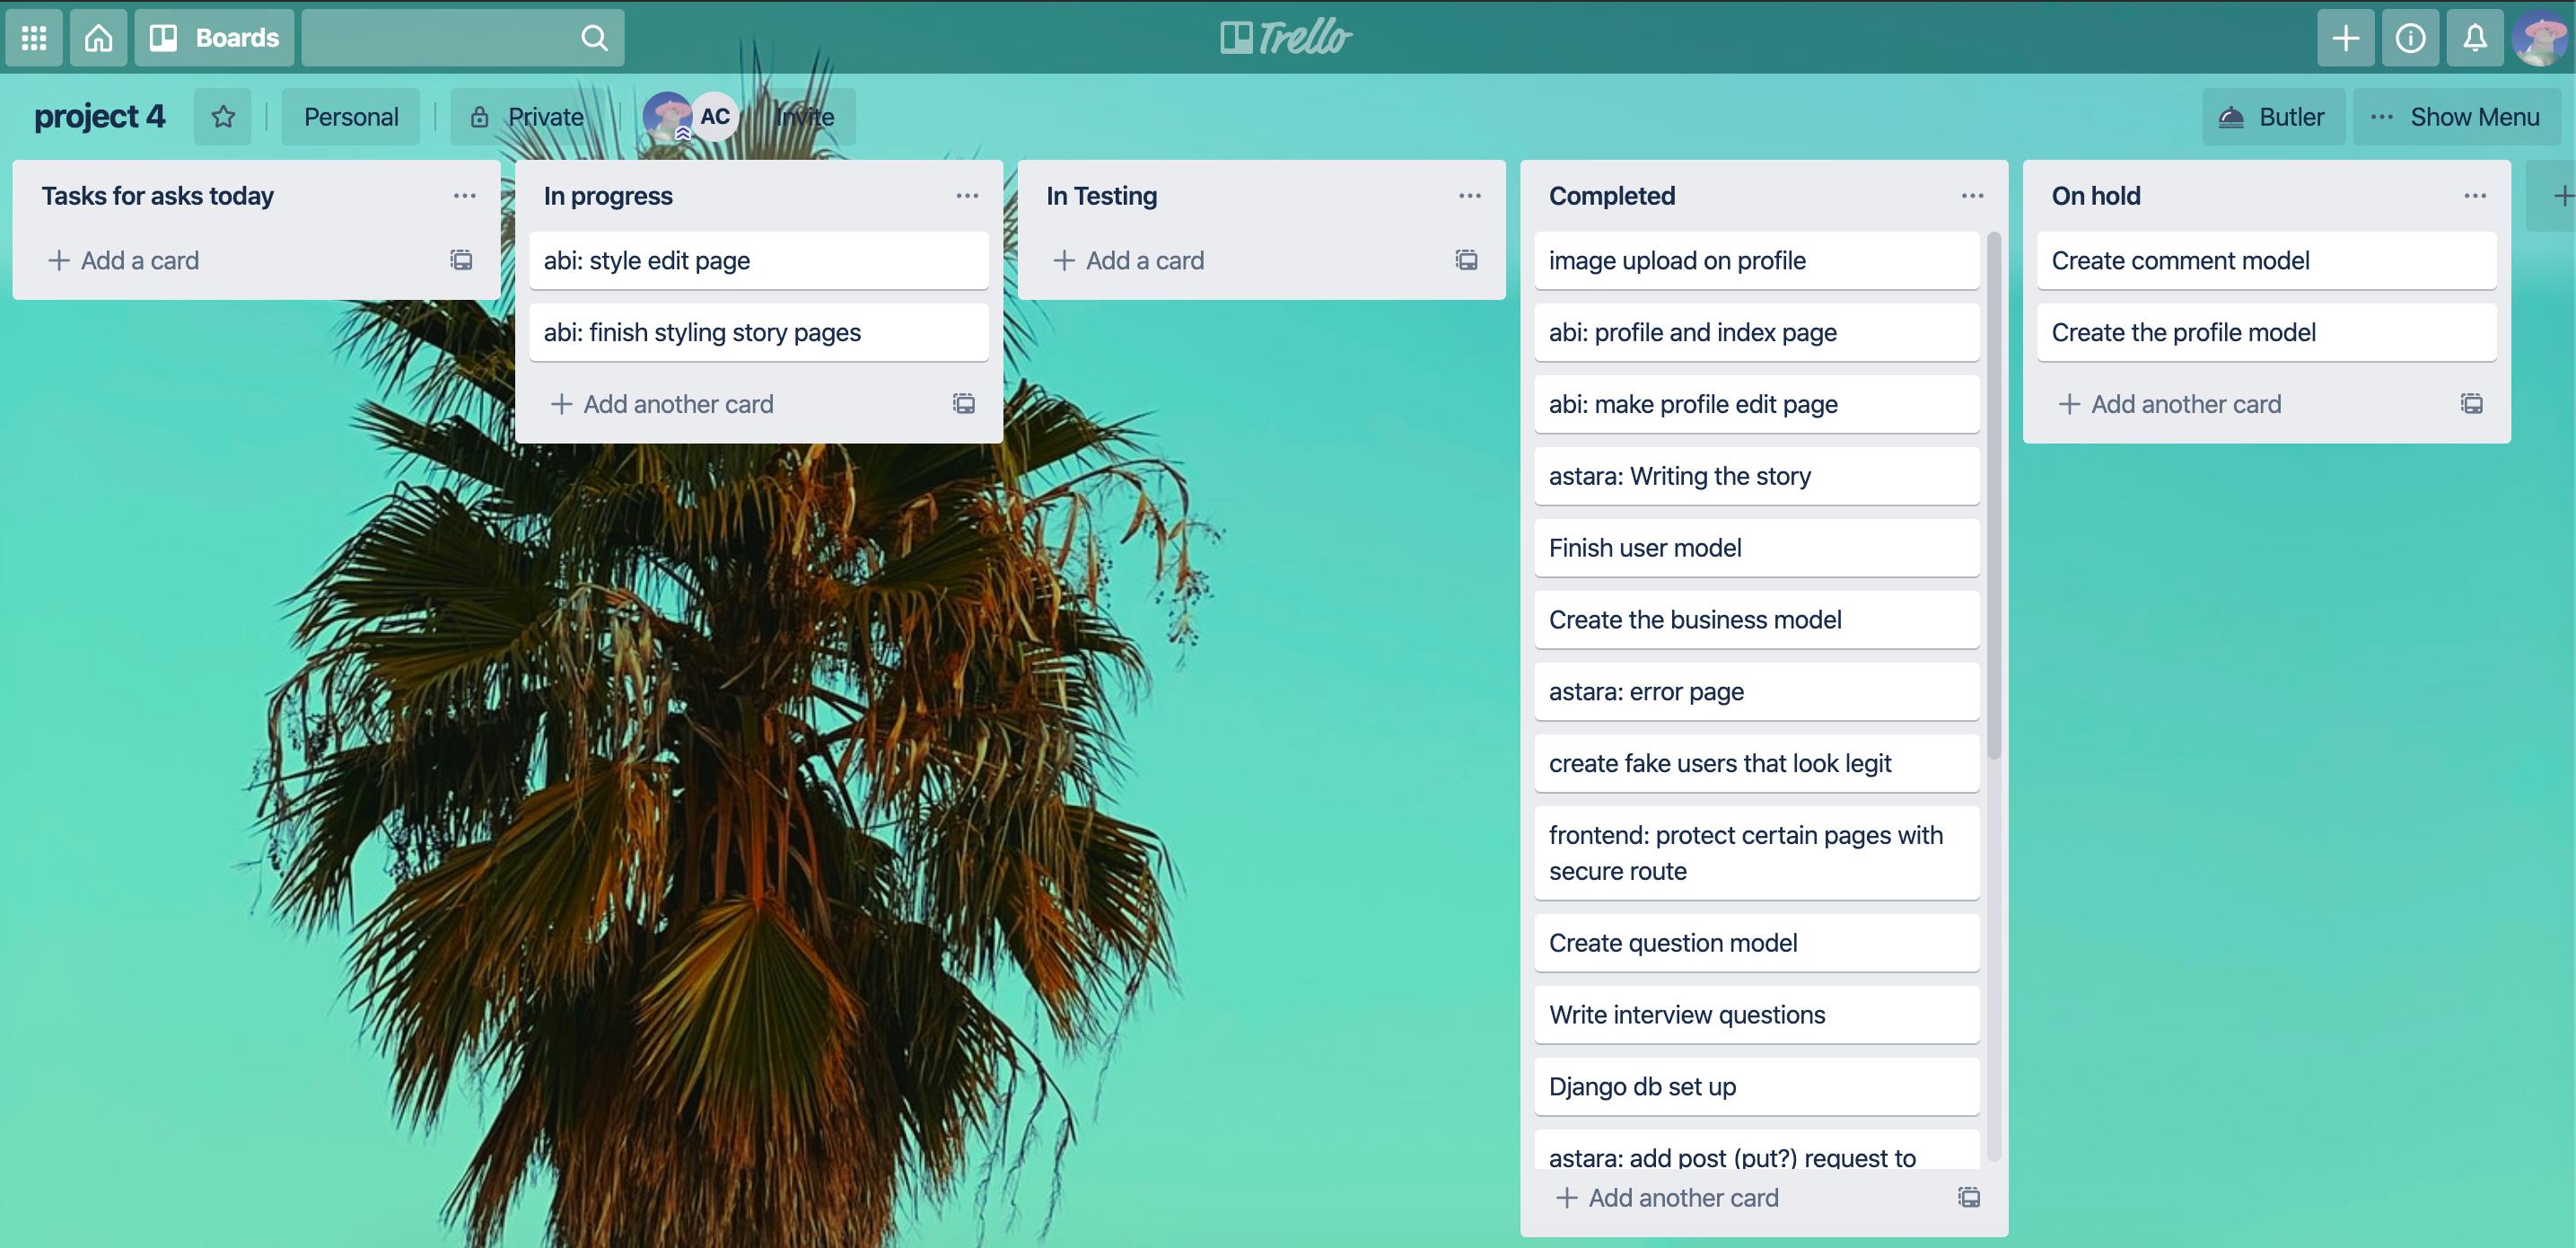 Boards
Trello
project 4
Personal
Private
AC
Invite
Butler
Show Menu
Tasks for asks today
Add a card
In progress
abi: style edit page
abi: finish styling story pages
Add another card
In Testing
Add a card
Completed
image upload on profile
abi: profile and index page
abi: make profile edit page
astara: Writing the story
Finish user model
Create the business model
astara: error page
create fake users that look legit
frontend: protect certain pages with
secure route
Create question model
Write interview questions
Django db set up
astara: add post (put?) request to
Add another card
On hold
Create comment model
Create the profile model
Add another card